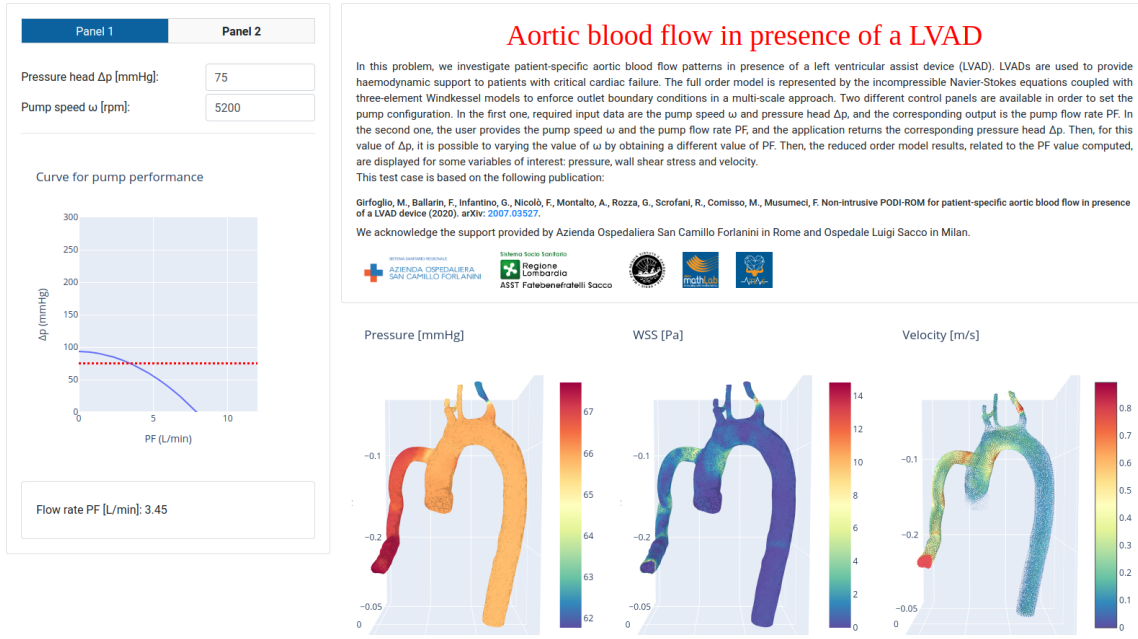 Panel 1
Panel 2
Pressure head Δp [mmHg]:
75
Pump speed ω [rpm]:
5200
Curve for pump performance
300
250
200
150
100
50
0
0
5
10
Δp (mmHg)
PF (L/min)
Flow rate PF [L/min]: 3.45
Aortic blood flow in presence of a LVAD
In this problem, we investigate patient-specific aortic blood flow patterns in presence of a left ventricular assist device (LVAD). LVADs are used to provide
haemodynamic support to patients with critical cardiac failure. The full order model is represented by the incompressible Navier-Stokes equations coupled with
three-element Windkessel models to enforce outlet boundary conditions in a multi-scale approach. Two different control panels are available in order to set the
pump configuration. In the first one, required input data are the pump speed ω and pressure head Δp, and the corresponding output is the pump flow rate PF. In
the second one, the user provides the pump speed ω and the pump flow rate PF, and the application returns the corresponding pressure head Δp. Then, for this
value of Δp, it is possible to varying the value of ω by obtaining a different value of PF. Then, the reduced order model results, related to the PF value computed,
are displayed for some variables of interest: pressure, wall shear stress and velocity.
This test case is based on the following publication:
Girfoglio, M., Ballarin, F., Infantino, G., Nicolò, F., Montalto, A., Rozza, G., Scrofani, R., Comisso, M., Musumeci, F. Non-intrusive PODI-ROM for patient-specific aortic blood flow in presence
of a LVAD device (2020). arXiv: 2007.03527.
We acknowledge the support provided by Azienda Ospedaliera San Camillo Forlanini in Rome and Ospedale Luigi Sacco in Milan.
SISTEMA SANITARIO REGIONALE
AZIENDA OSPEDALIERA
SAN CAMILLO FORLANINI
Sistema Socio Sanitario
Regione
Lombardia
ASST Fatebenefratelli Sacco
mathLab
Pressure [mmHg]
−0.1
−0.2
−0.05
0
67
66
65
64
63
62
WSS [Pa]
−0.1
−0.2
−0.05
0
14
12
10
8
6
4
2
0
Velocity [m/s]
−0.1
−0.2
−0.05
0
0.8
0.7
0.6
0.5
0.4
0.3
0.2
0.1
0